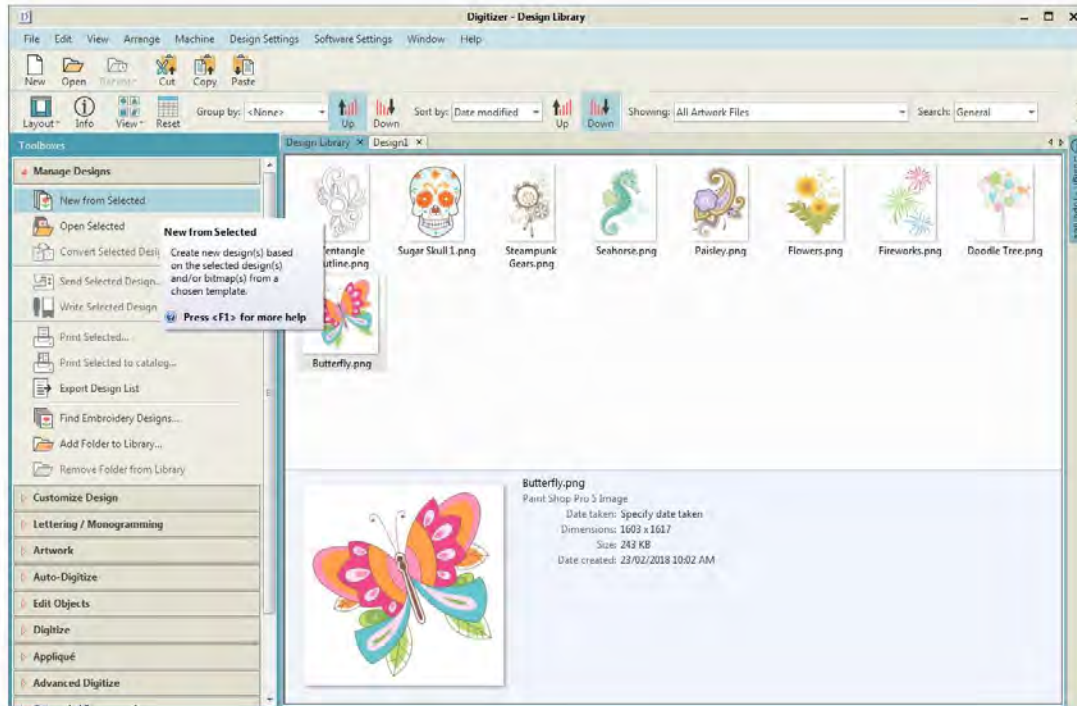 Digitizer - Design Library
File Edit View Arrange Machine Design Settings Software Settings Window Help
New Open Cut Copy Paste
Layout Info View Reset Group by: <None> Up Down Sort by: Date modified Up Down Showing: All Artwork Files Search: General
Toolboxes
Design Library Design1
Manage Designs
New from Selected
Open Selected
Convert Selected
Send Selected Design...
Write Selected Design
Print Selected...
Print Selected to catalog...
Export Design List
Find Embroidery Designs...
Add Folder to Library...
Remove Folder from Library
Customize Design
Lettering / Monogramming
Artwork
Auto-Digitize
Edit Objects
Digitize
Appliqué
Advanced Digitize
New from Selected
Create new design(s) based
on the selected design(s)
and/or bitmap(s) from a
chosen template.
Press <F1> for more help
Sugar Skull 1.png
Steampunk
Gears.png
Seahorse.png
Paisley.png
Flowers.png
Fireworks.png
Doodle Tree.png
Butterfly.png
Butterfly.png
Paint Shop Pro 5 Image
Date taken: Specify date taken
Dimensions: 1603 x 1617
Size: 243 KB
Date created: 23/02/2018 10:02 AM